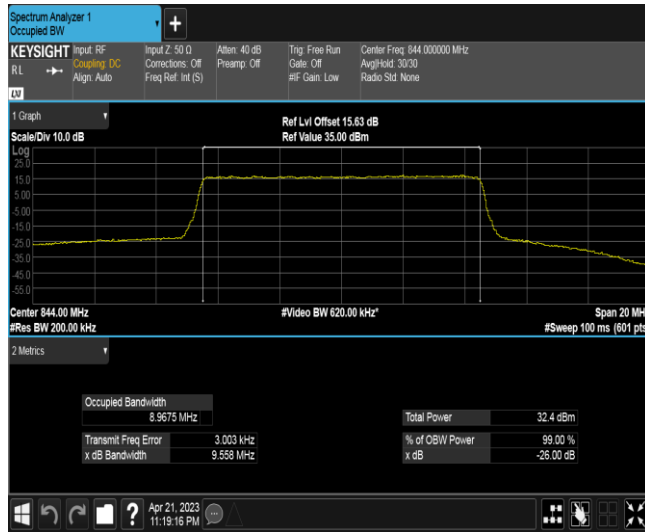 Spectrum Analyzer 1
Occupied BW
+
KEYSIGHT Input: RF Input Z: 50 Ω Atten: 40 dB Trig: Free Run Center Freq: 844.000000 MHz
RL Coupling: DC Corrections: Off Preamp: Off Gate: Off Avg|Hold: 30/30
Align: Auto Freq Ref: Int (S) #IF Gain: Low Radio Std: None
LXI
1 Graph
Ref Lvl Offset 15.63 dB
Scale/Div 10.0 dB Ref Value 35.00 dBm
Log
25.0
15.0
5.00
-5.00
-15.0
-25.0
-35.0
-45.0
-55.0
Center 844.00 MHz #Video BW 620.00 kHz* Span 20 MH
#Res BW 200.00 kHz #Sweep 100 ms (601 pts
2 Metrics
Occupied Bandwidth
8.9675 MHz Total Power 32.4 dBm
Transmit Freq Error 3.003 kHz % of OBW Power 99.00 %
x dB Bandwidth 9.558 MHz x dB -26.00 dB
? Apr 21, 2023
11:19:16 PM